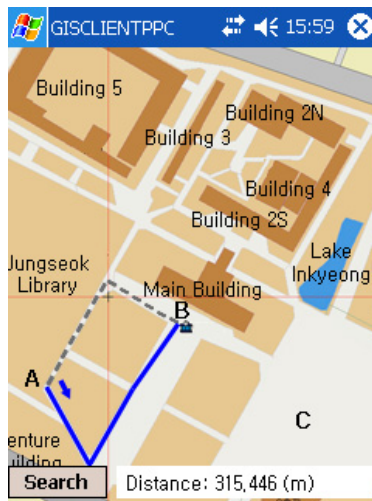 GISCLIENTPPC 15:59
Building 5
Building 2N
Building 3
Building 4
Building 2S
Lake
Inkyeong
Jungseok
Library
Main Building
B
A
C
enture
uilding
Search Distance: 315,446 (m)